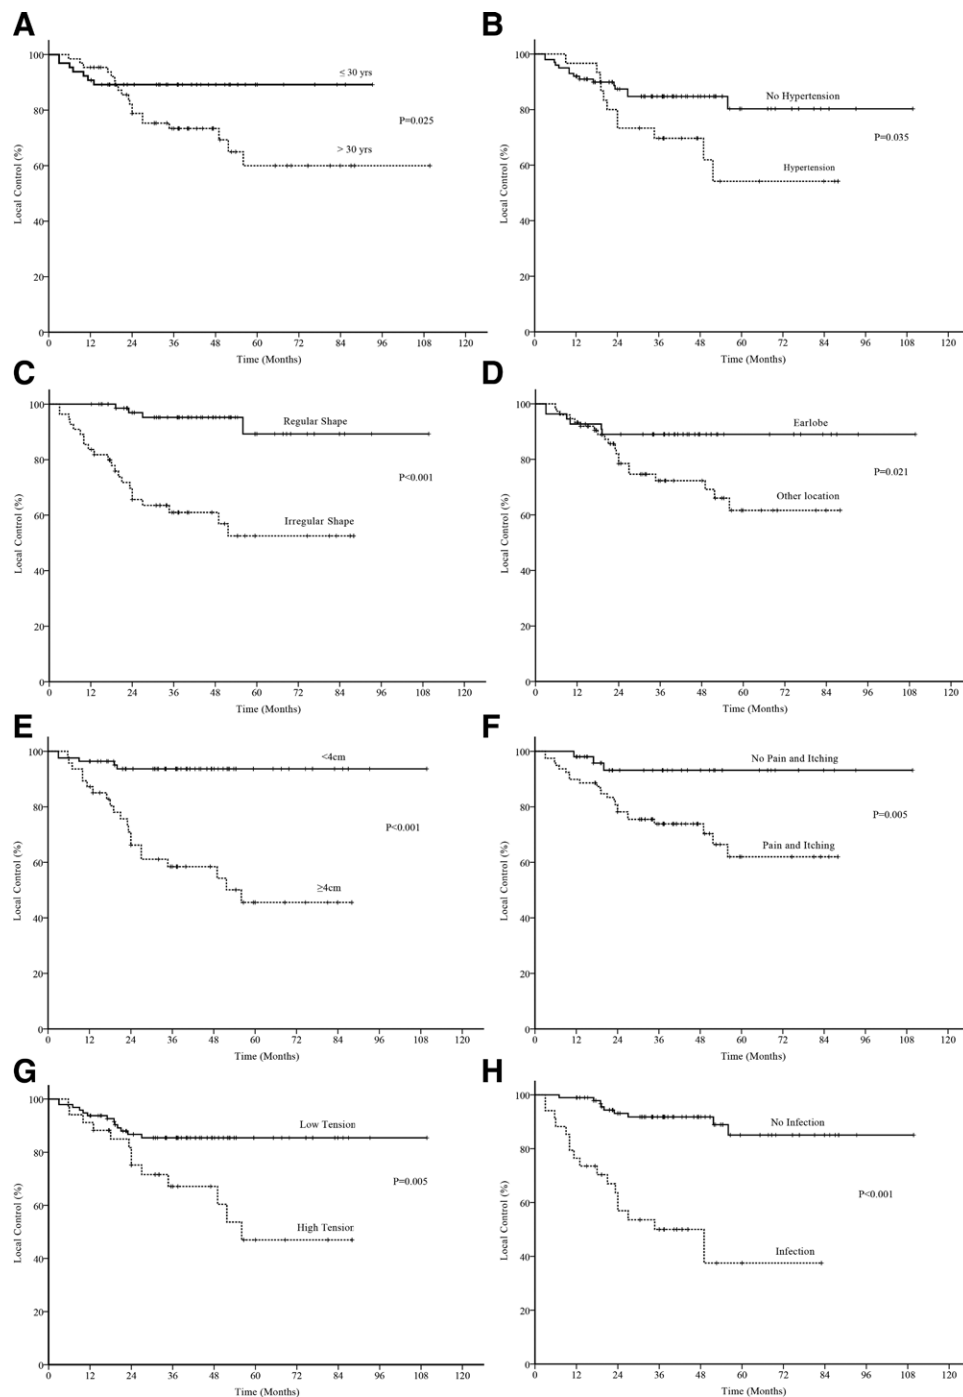 A
100
80
60
40
20
0
Local Control (%)
≤ 30 yrs
P=0.025
> 30 yrs
0 12 24 36 48 60 72 84 96 108 120
Time (Months)
B
100
80
60
40
20
0
Local Control (%)
No Hypertension
P=0.035
Hypertension
0 12 24 36 48 60 72 84 96 108 120
Time (Months)
C
100
80
60
40
20
0
Local Control (%)
Regular Shape
P<0.001
Irregular Shape
0 12 24 36 48 60 72 84 96 108 120
Time (Months)
D
100
80
60
40
20
0
Local Control (%)
Earlobe
P=0.021
Other location
0 12 24 36 48 60 72 84 96 108 120
Time (Months)
E
100
80
60
40
20
0
Local Control (%)
<4cm
P<0.001
≥4cm
0 12 24 36 48 60 72 84 96 108 120
Time (Months)
F
100
80
60
40
20
0
Local Control (%)
No Pain and Itching
P=0.005
Pain and Itching
0 12 24 36 48 60 72 84 96 108 120
Time (Months)
G
100
80
60
40
20
0
Local Control (%)
Low Tension
P=0.005
High Tension
0 12 24 36 48 60 72 84 96 108 120
Time (Months)
H
100
80
60
40
20
0
Local Control (%)
No Infection
P<0.001
Infection
0 12 24 36 48 60 72 84 96 108 120
Time (Months)